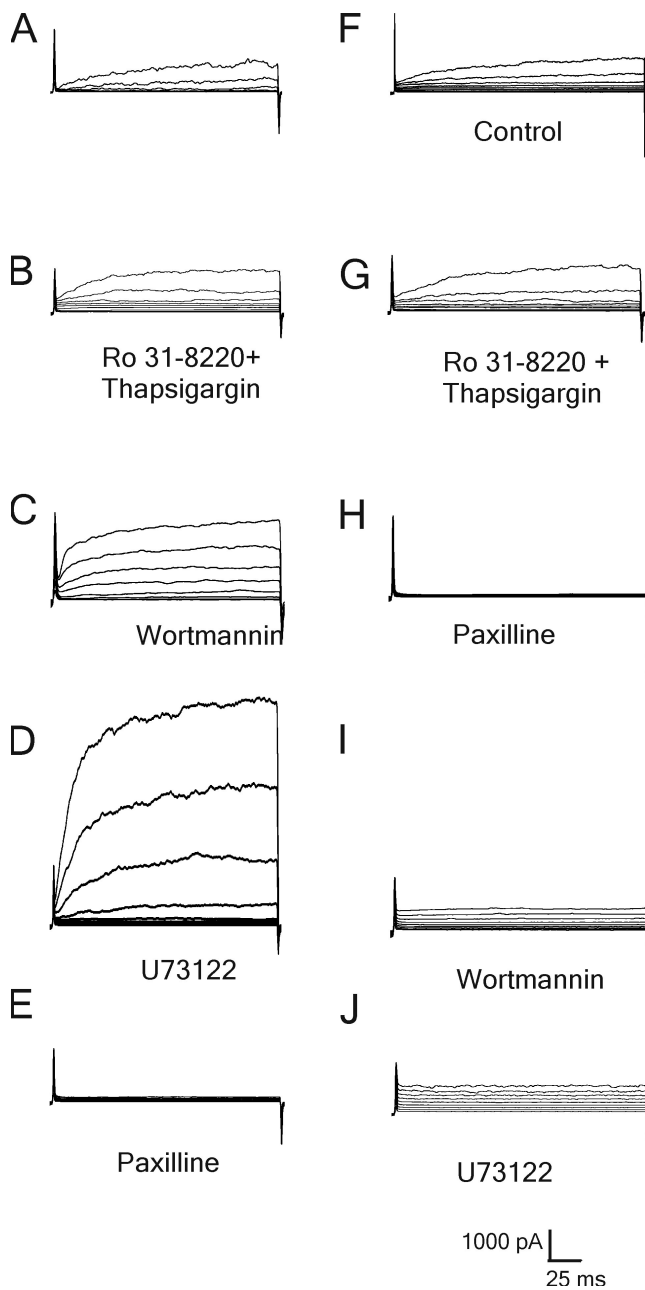 A
F
Control
B
G
Ro 31-8220+
Thapsigargin
Ro 31-8220 +
Thapsigargin
C
H
Wortmannin
Paxilline
D
I
U73122
Wortmannin
E
J
Paxilline
U73122
1000 pA
25 ms